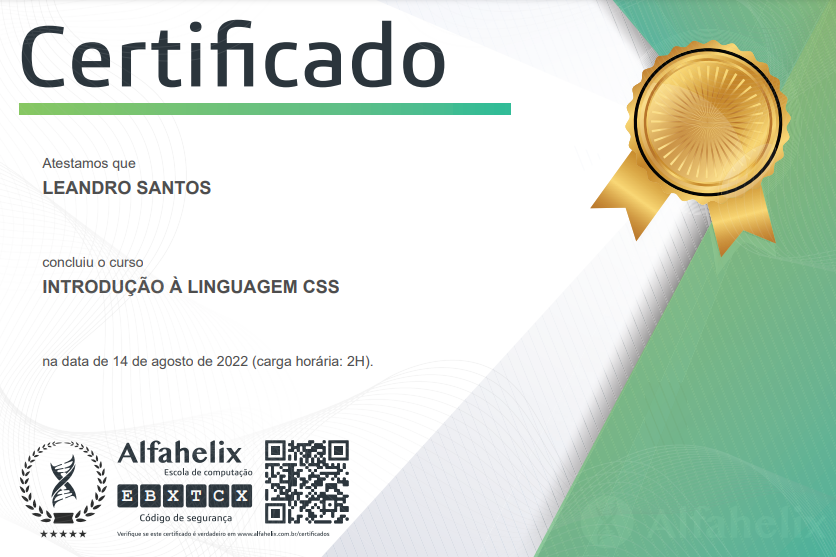 Certificado
Atestamos que
LEANDRO SANTOS
concluiu o curso
INTRODUÇÃO À LINGUAGEM CSS
na data de 14 de agosto de 2022 (carga horária: 2H).
Alfahelix
Escola de computação
E B X T C X
Código de segurança
Verifique se este certificado é verdadeiro em www.alfahelix.com.br/certificados
Alfahelix